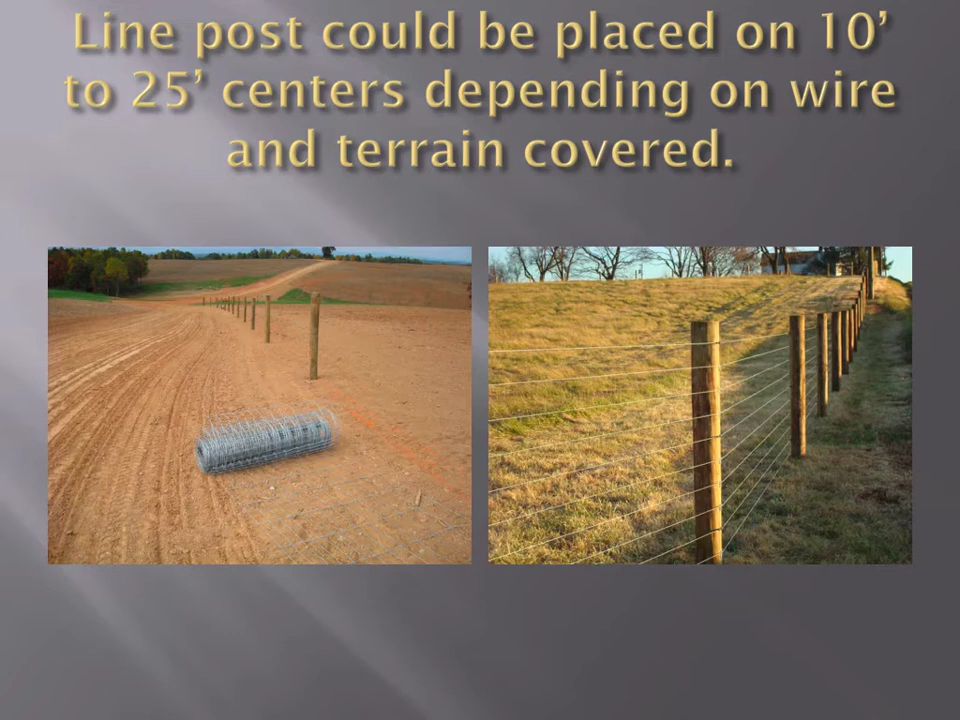 Line post could be placed on 10’
to 25’ centers depending on wire
and terrain covered.